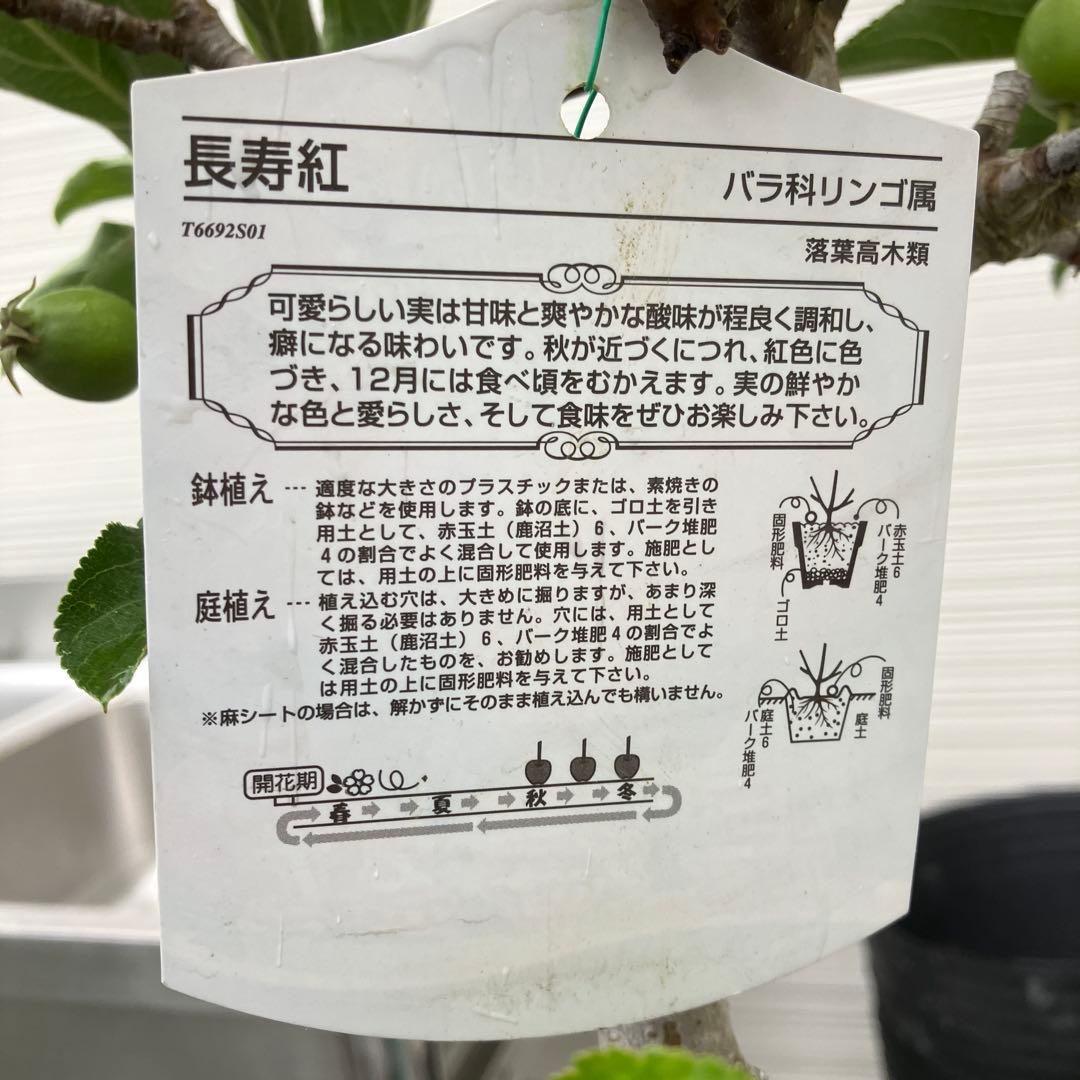 長寿紅
バラ科リンゴ属
T6692S01
落葉高木類
可愛らしい実は甘味と爽やかな酸味が程良く調和し、
癖になる味わいです。秋が近づくにつれ、紅色に色
づき、12月には食べ頃をむかえます。実の鮮やか
な色と愛らしさ、そして食味をぜひお楽しみ下さい。
鉢植え --- 適度な大きさのプラスチックまたは、素焼きの
鉢などを使用します。鉢の底に、ゴロ土を引き
用土として、赤玉土（鹿沼土）6、バーク堆肥
4の割合でよく混合して使用します。施肥とし
ては、用土の上に固形肥料を与えて下さい。
庭植え --- 植え込む穴は、大きめに掘りますが、あまり深
く掘る必要はありません。穴には、用土として
赤玉土（鹿沼土）6、バーク堆肥4の割合でよ
く混合したものを、お勧めします。施肥として
は用土の上に固形肥料を与えて下さい。
※麻シートの場合は、解かずにそのまま植え込んでも構いません。
固形肥料
ゴロ土
赤玉土6
バーク堆肥4
固形肥料
庭土
庭土6
バーク堆肥4
開花期
春 夏 秋 冬